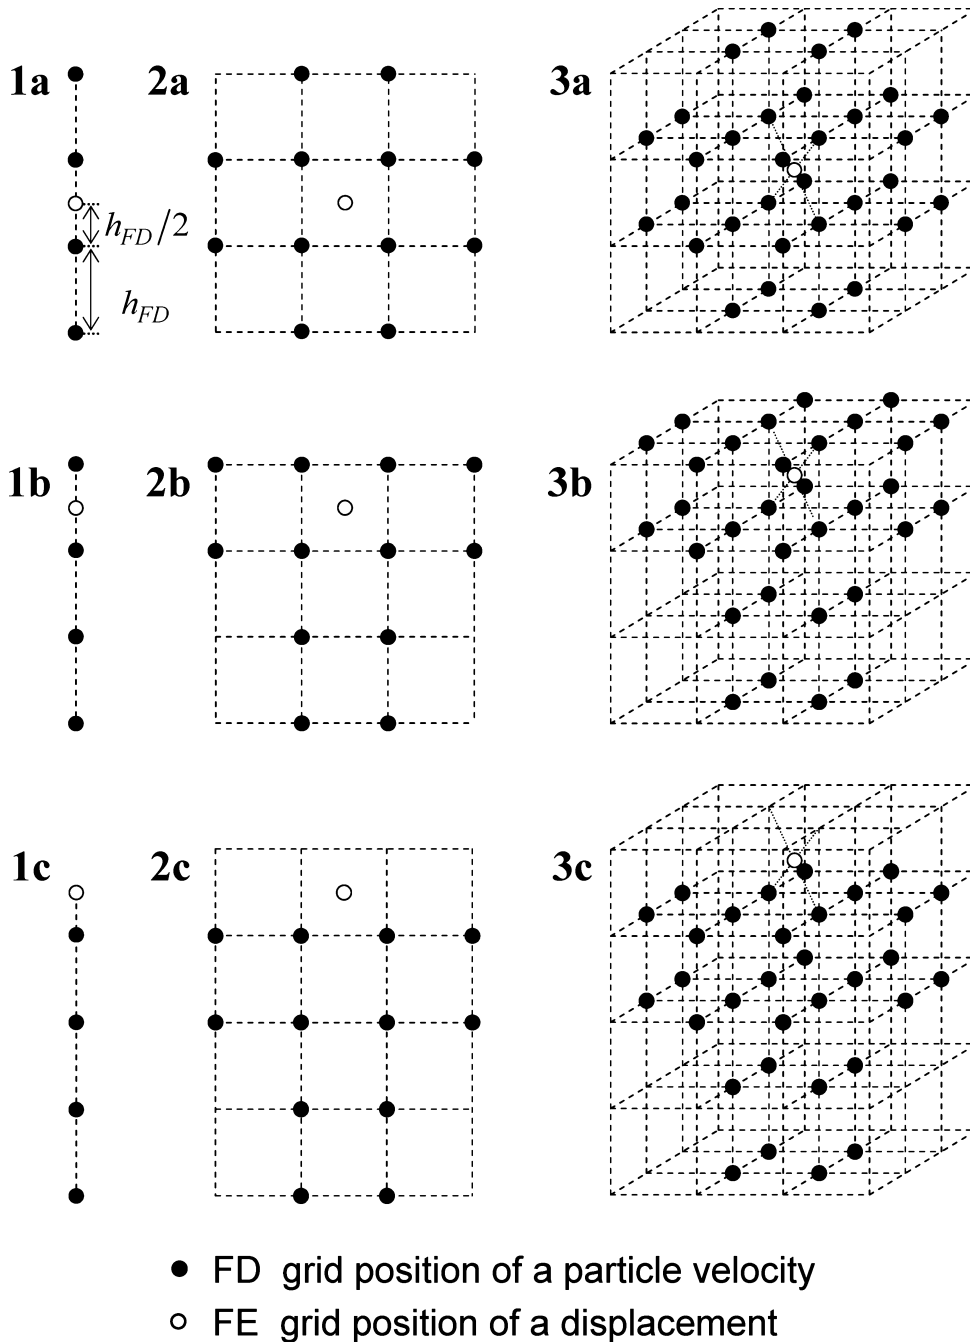 1a 2a 3a
h_FD/2
h_FD
1b 2b 3b
1c 2c 3c
FD grid position of a particle velocity
FE grid position of a displacement